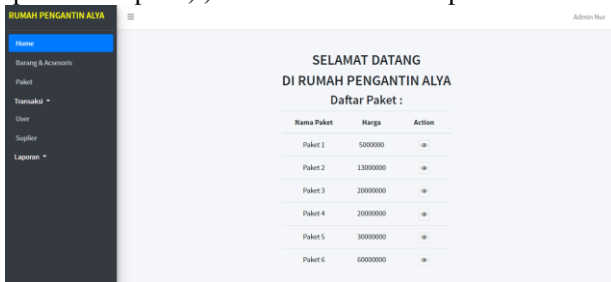 RUMAH PENGANTIN ALYA
Admin Nur
Home
Barang & Acsesoris
Paket
Transaksi
User
Suplier
Laporan
SELAMAT DATANG
DI RUMAH PENGANTIN ALYA
Daftar Paket :
Nama Paket Harga Action
Paket 1 5000000
Paket 2 13000000
Paket 3 20000000
Paket 4 20000000
Paket 5 30000000
Paket 6 60000000